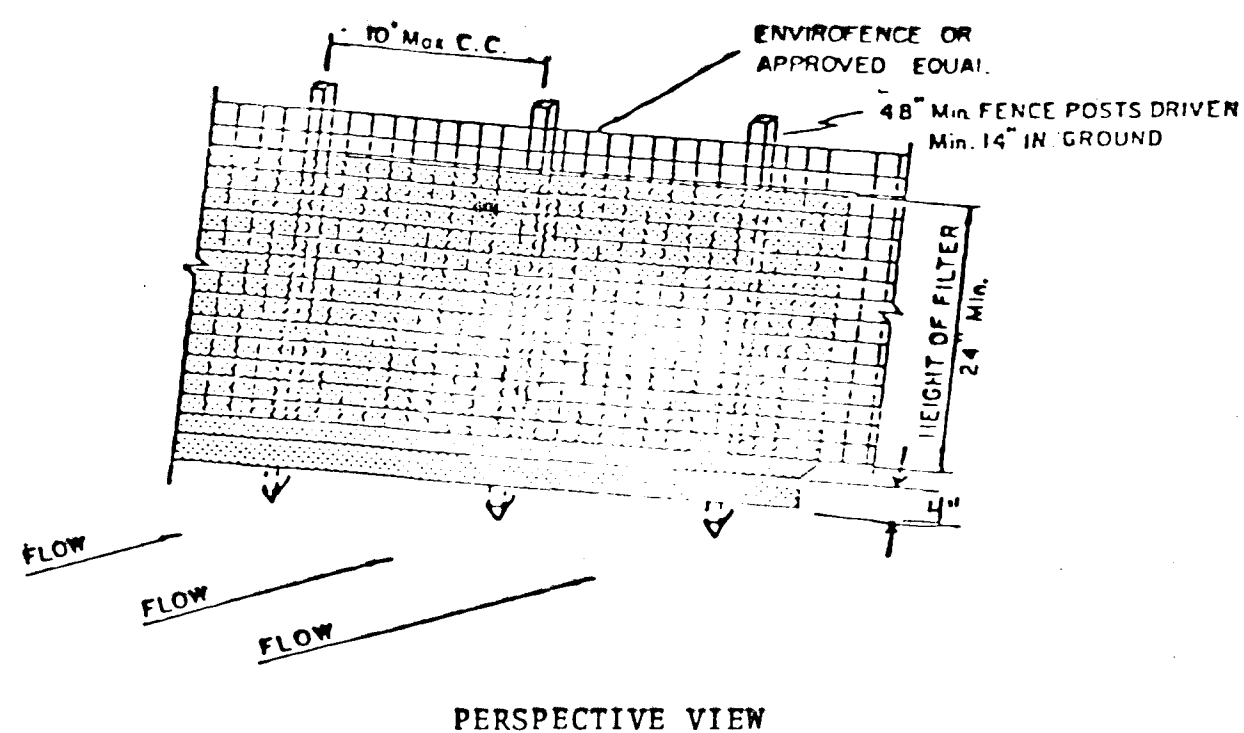 10' Max C.C.
ENVIROFENCE OR
APPROVED EQUAL
48" Min FENCE POSTS DRIVEN
Min. 14" IN GROUND
HEIGHT OF FILTER
24" Min.
4"
FLOW
FLOW
FLOW
PERSPECTIVE VIEW